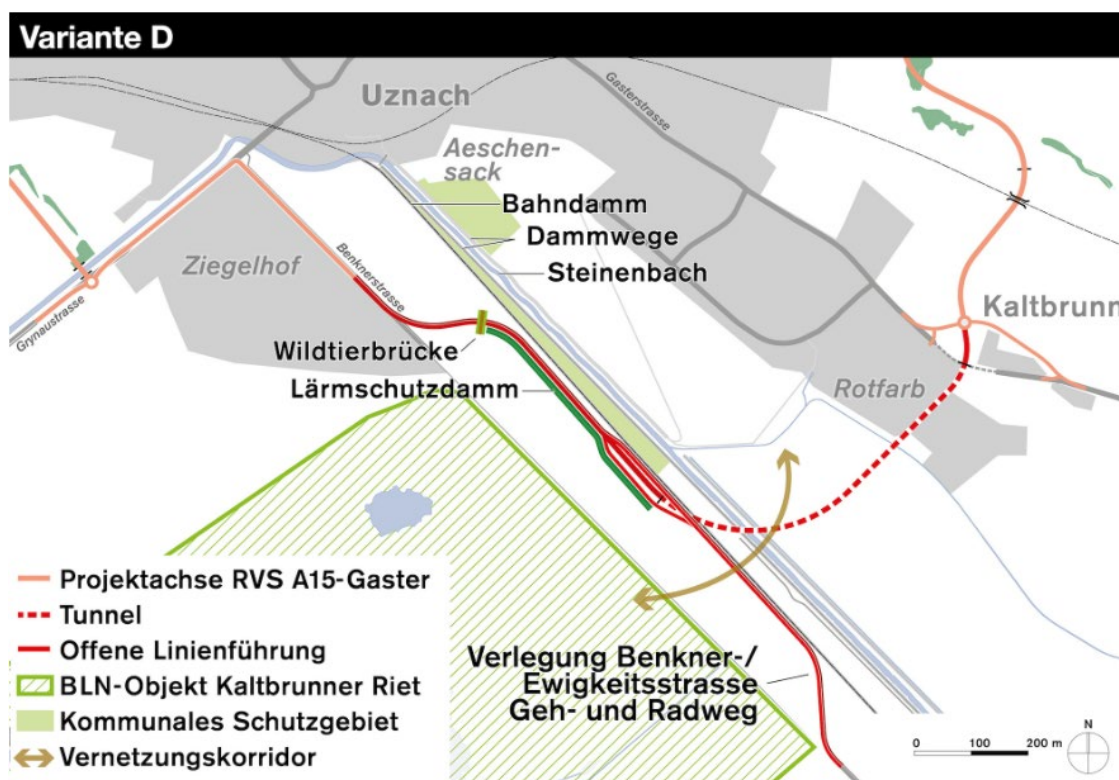 Variante D
Uznach
Gasterstrasse
Aeschen-
sack
Bahndamm
Dammwege
Steinenbach
Ziegelhof
Benknerstrasse
Grynaustrasse
Kaltbrunn
Wildtierbrücke
Lärmschutzdamm
Rotfarb
Projektachse RVS A15-Gaster
Tunnel
Offene Linienführung
BLN-Objekt Kaltbrunner Riet
Kommunales Schutzgebiet
Vernetzungskorridor
Verlegung Benkner-/
Ewigkeitsstrasse
Geh- und Radweg
0 100 200 m
N